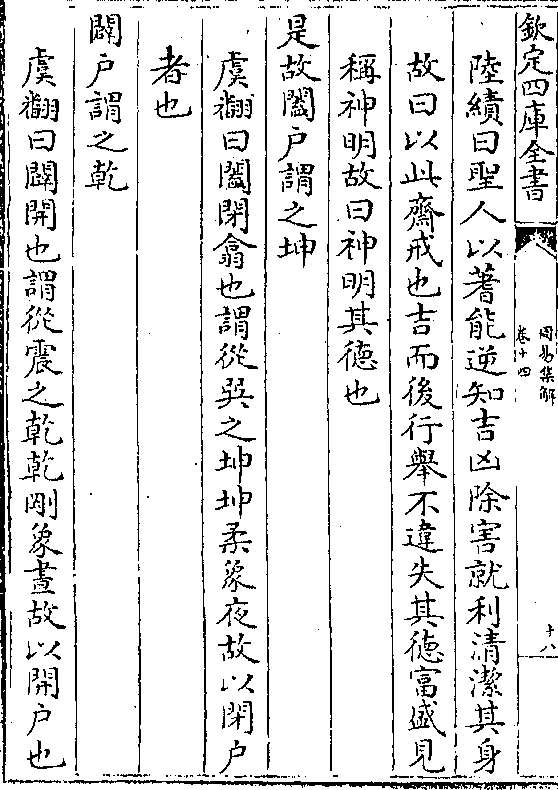 欽定四庫全書
周易集解
卷十四
十八
陸績曰聖人以蓍能逆知吉凶除害就利清潔其身
故曰以此齋戒也吉而後行舉不違失其德富盛見
稱神明故曰神明其德也
是故闔户謂之坤
虞翻曰闔閉翕也謂從巽之坤坤柔象夜故以閉户
者也
闢户謂之乾
虞翻曰闢開也謂從震之乾乾剛象晝故以開户也